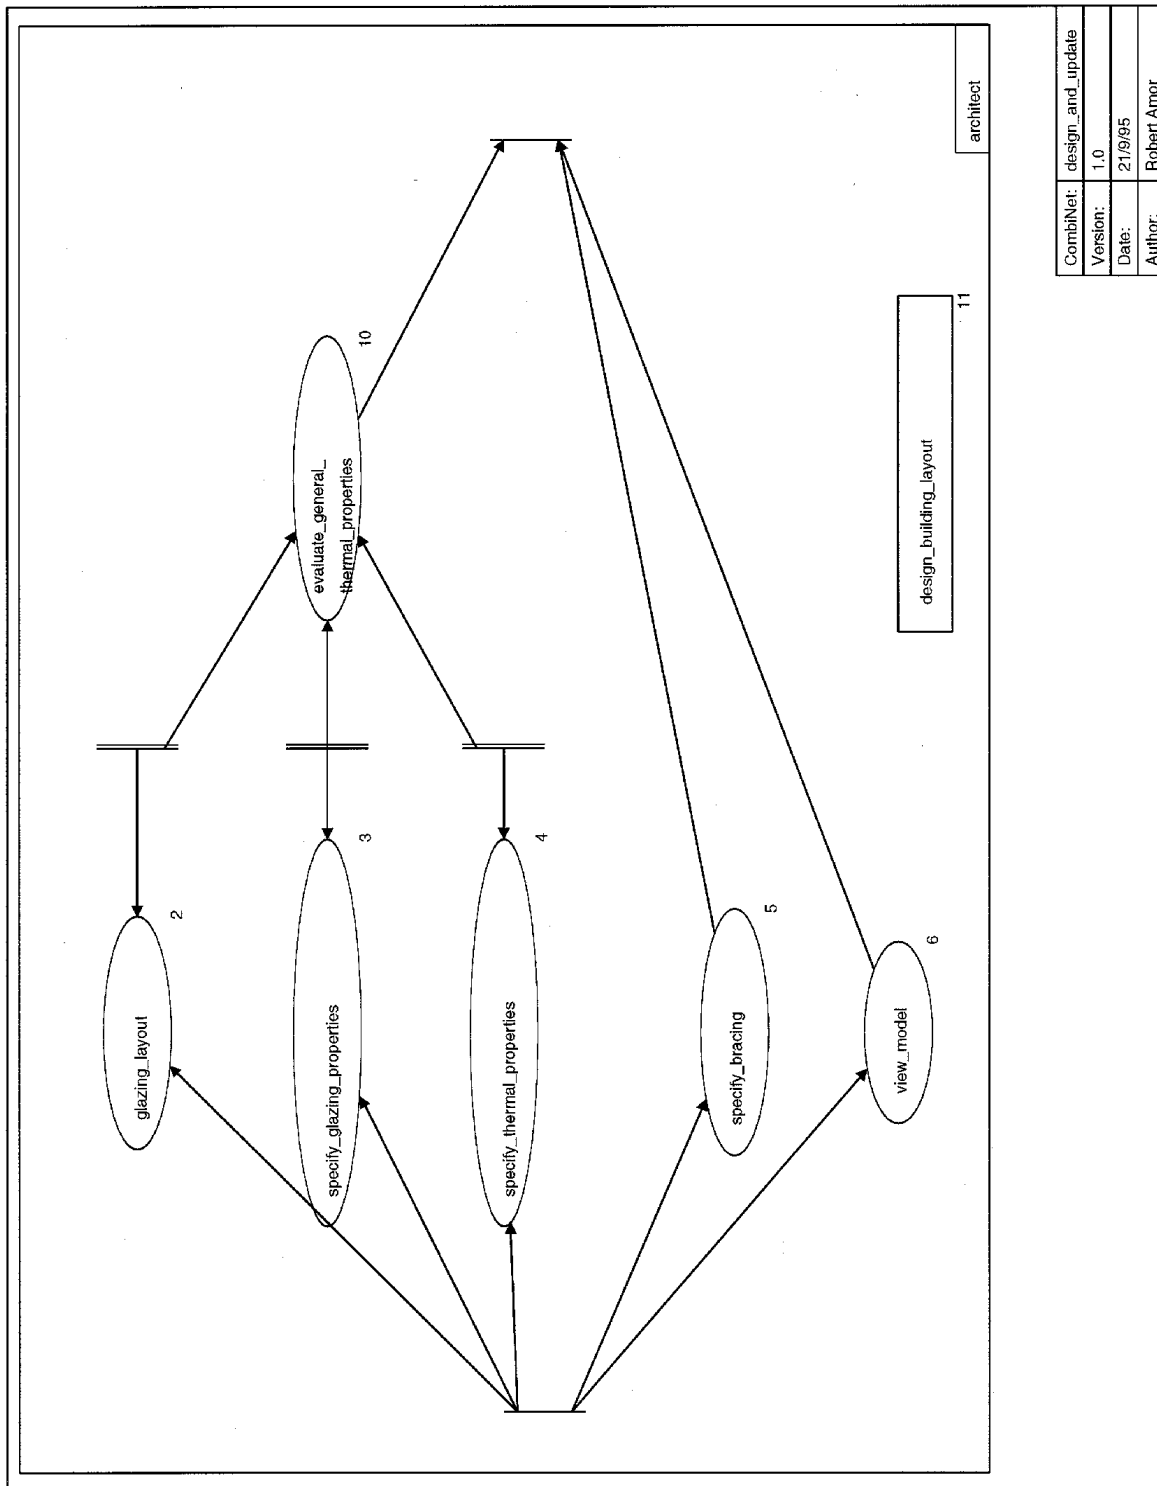 glazing_layout
2
specify_glazing_properties
3
specify_thermal_properties
4
specify_bracing
5
view_model
6
evaluate_general_
thermal_properties
10
design_building_layout
11
architect
CombiNet: design_and_update
Version: 1.0
Date: 21/9/95
Author: Robert Amor